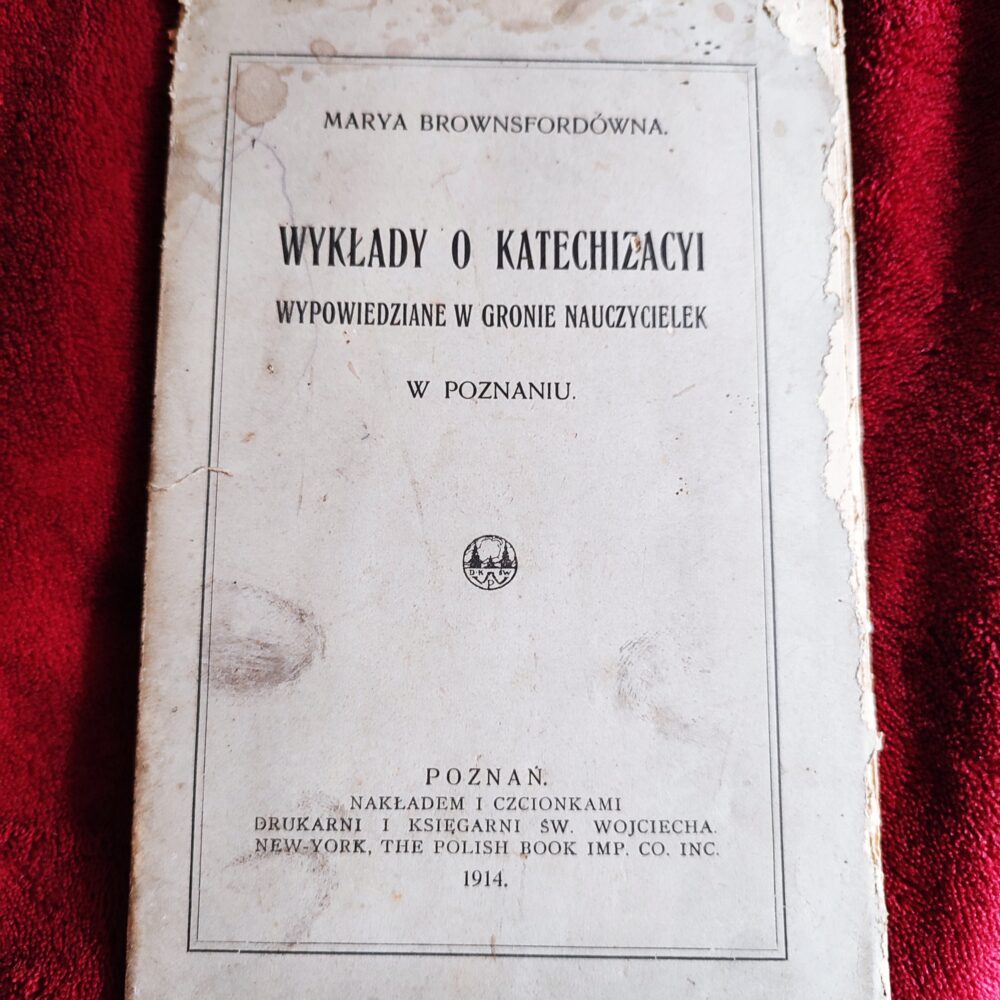 MARYA BROWNSFORDÓWNA.
WYKŁADY O KATECHIZACYI
WYPOWIEDZIANE W GRONIE NAUCZYCIELEK
W POZNANIU.
D.K. ŚW
P
POZNAŃ.
NAKŁADEM I CZCIONKAMI
DRUKARNI I KSIĘGARNI ŚW. WOJCIECHA.
NEW-YORK, THE POLISH BOOK IMP. CO. INC.
1914.